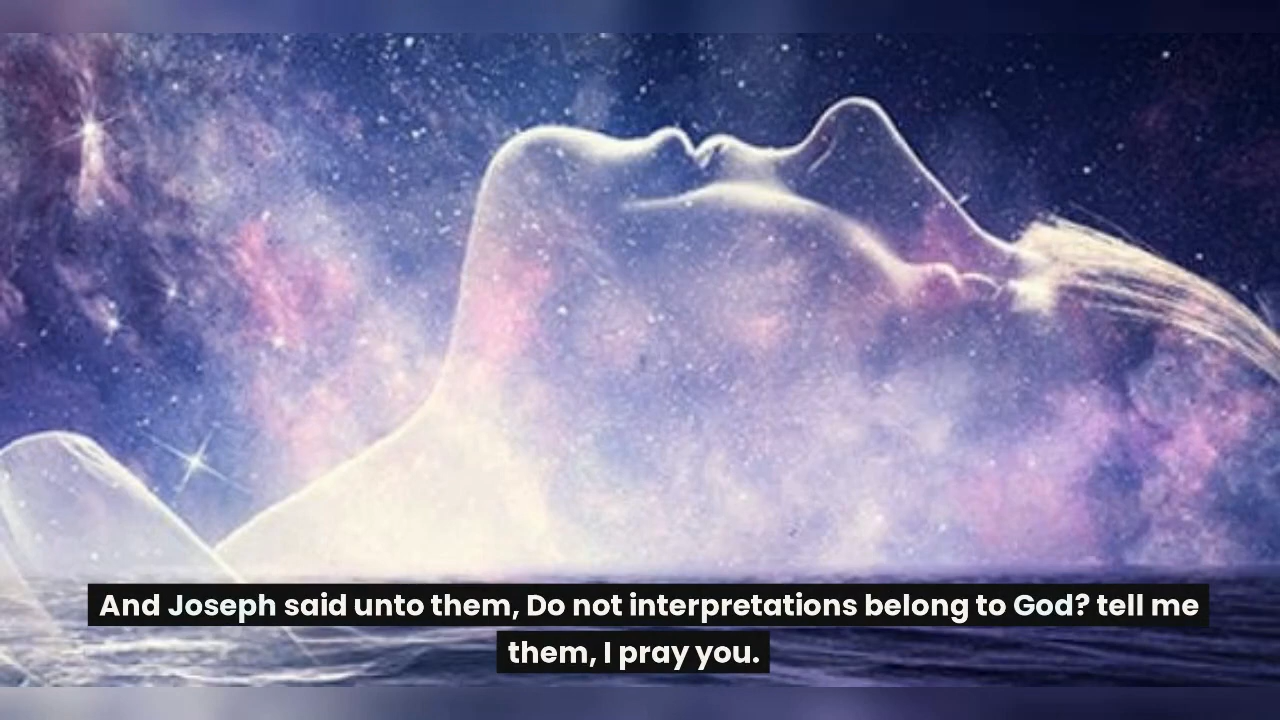 And Joseph said unto them, Do not interpretations belong to God? tell me
them, I pray you.